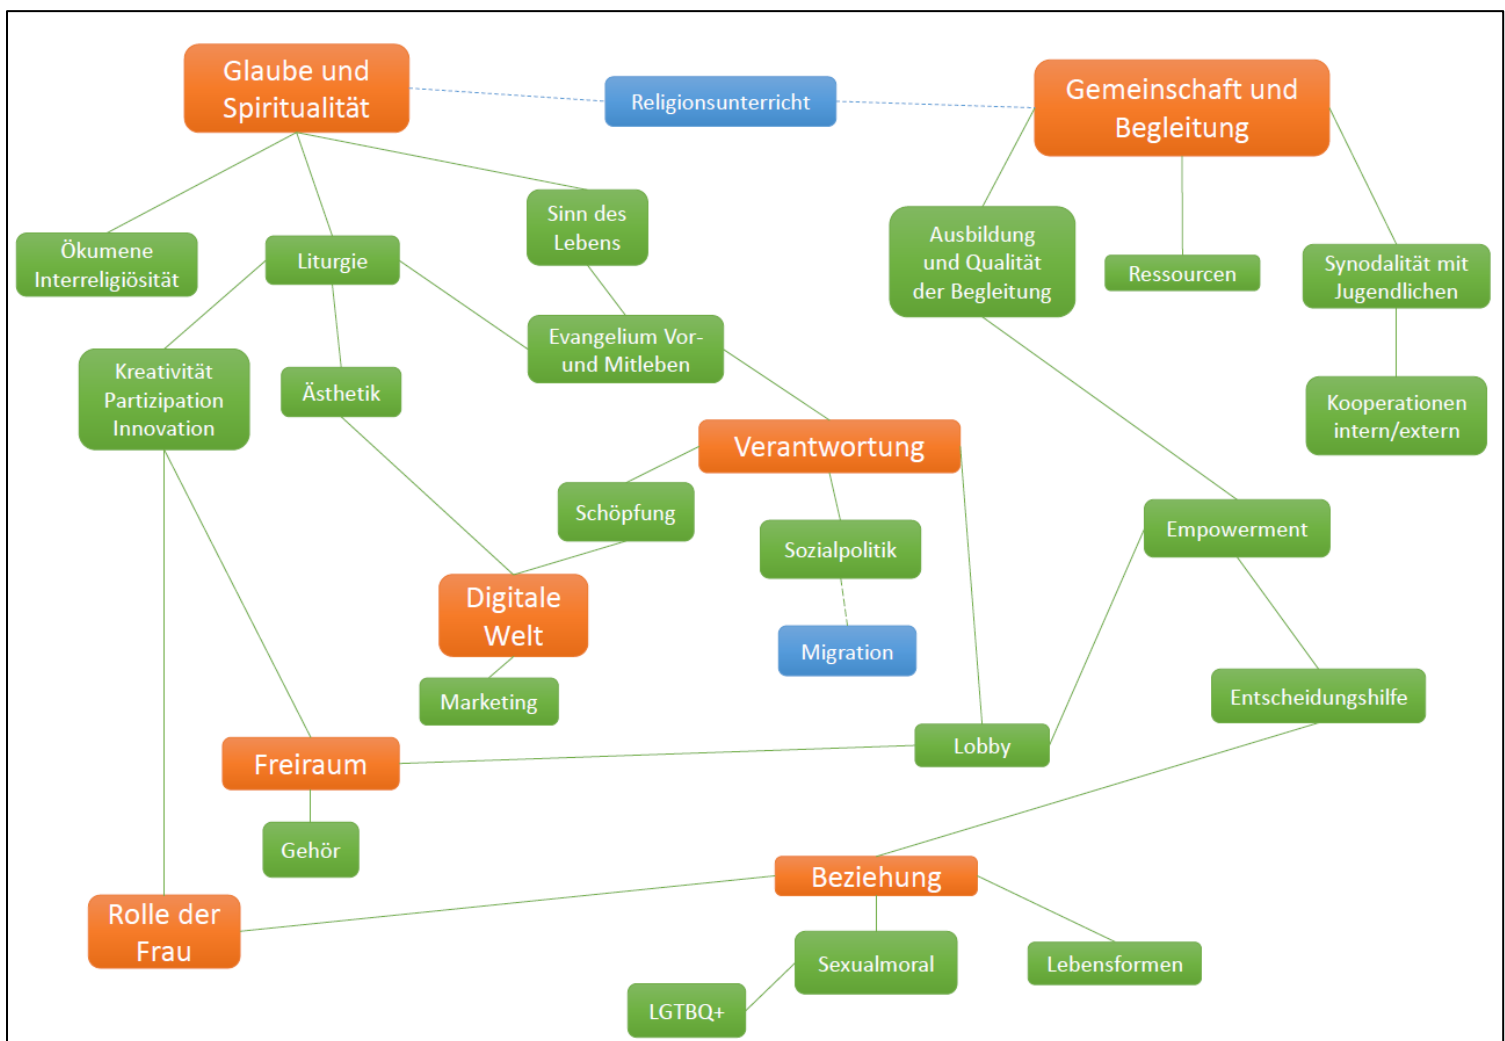 Glaube und
Spiritualität
Religionsunterricht
Gemeinschaft und
Begleitung
Ökumene
Interreligiösität
Liturgie
Sinn des
Lebens
Ausbildung
und Qualität
der Begleitung
Ressourcen
Synodalität mit
Jugendlichen
Kreativität
Partizipation
Innovation
Ästhetik
Evangelium Vor-
und Mitleben
Kooperationen
intern/extern
Verantwortung
Schöpfung
Sozialpolitik
Empowerment
Digitale
Welt
Migration
Marketing
Entscheidungshilfe
Freiraum
Lobby
Gehör
Beziehung
Rolle der
Frau
Sexualmoral
Lebensformen
LGTBQ+